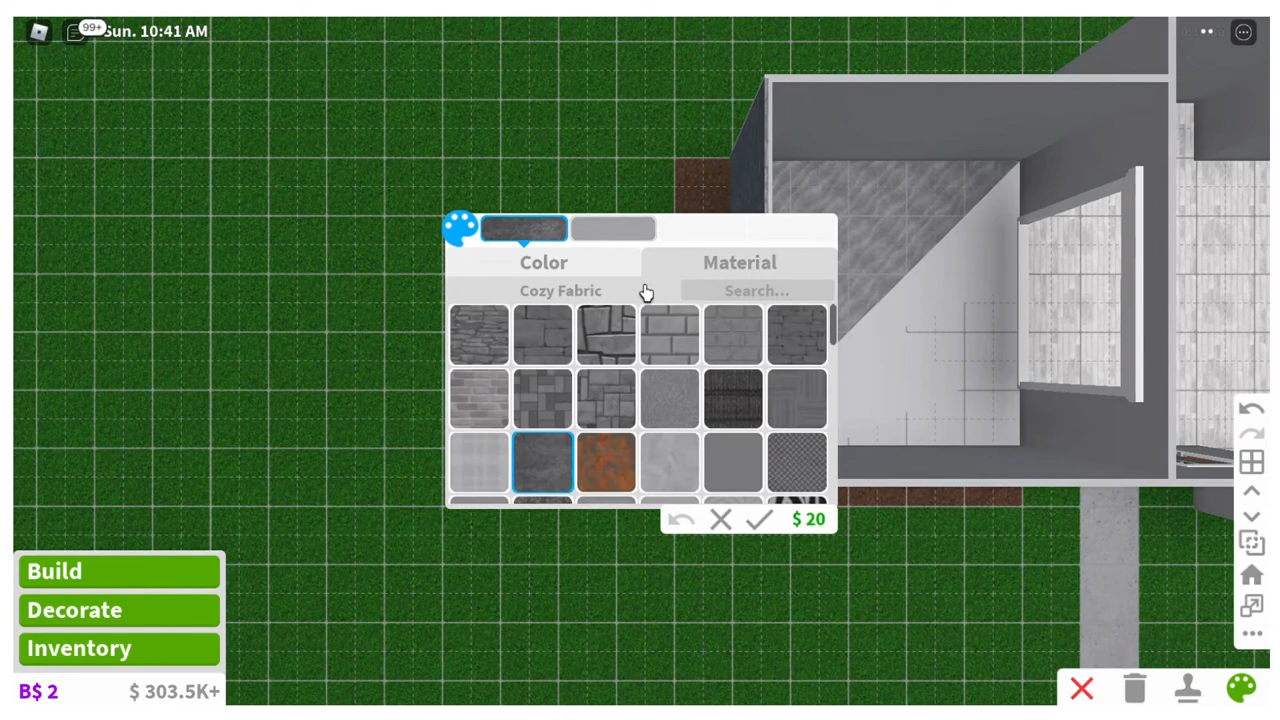 99+
Sun. 10:41 AM
Color
Material
Cozy Fabric
Search...
$ 20
Build
Decorate
Inventory
B$ 2
$ 303.5K+